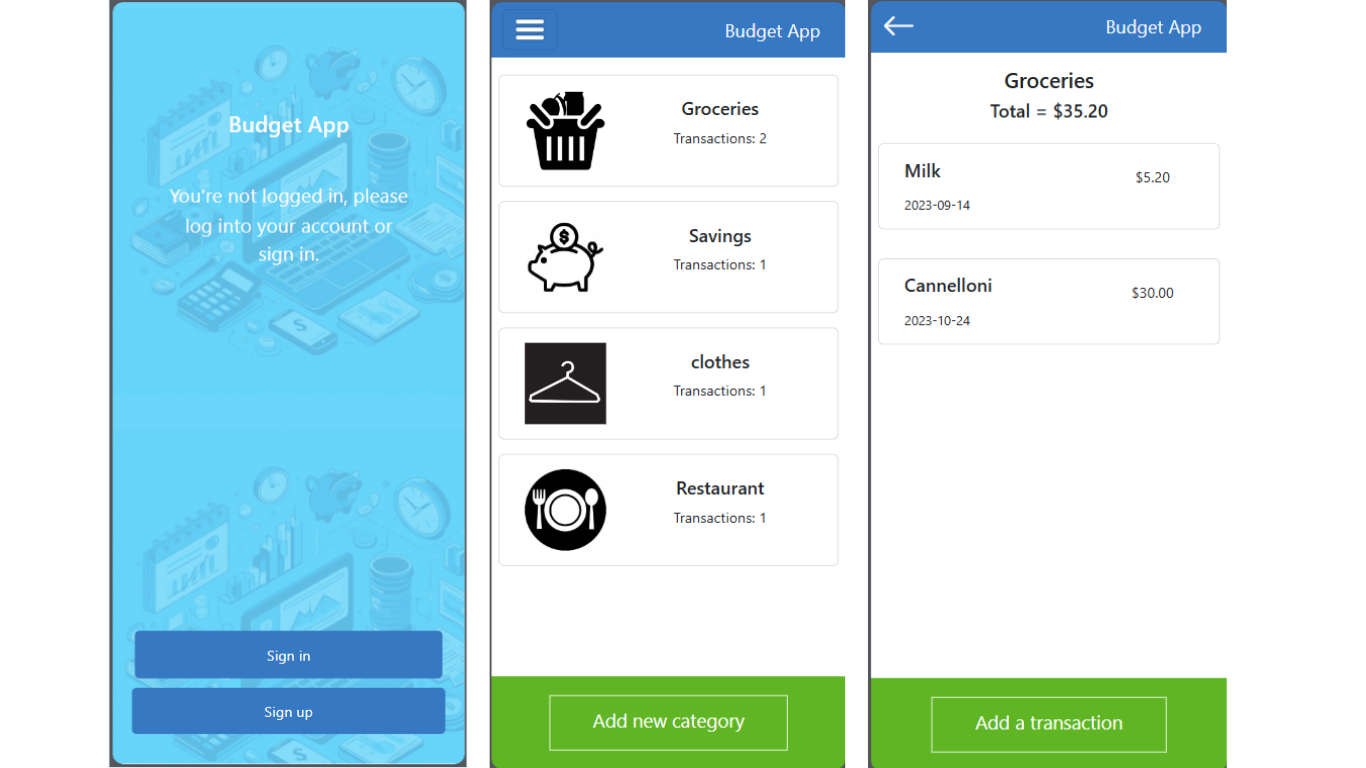 Budget App
You're not logged in, please
log into your account or
sign in.
Sign in
Sign up
Budget App
Groceries
Transactions: 2
$
Savings
Transactions: 1
clothes
Transactions: 1
Restaurant
Transactions: 1
Add new category
Budget App
Groceries
Total = $35.20
Milk
$5.20
2023-09-14
Cannelloni
$30.00
2023-10-24
Add a transaction